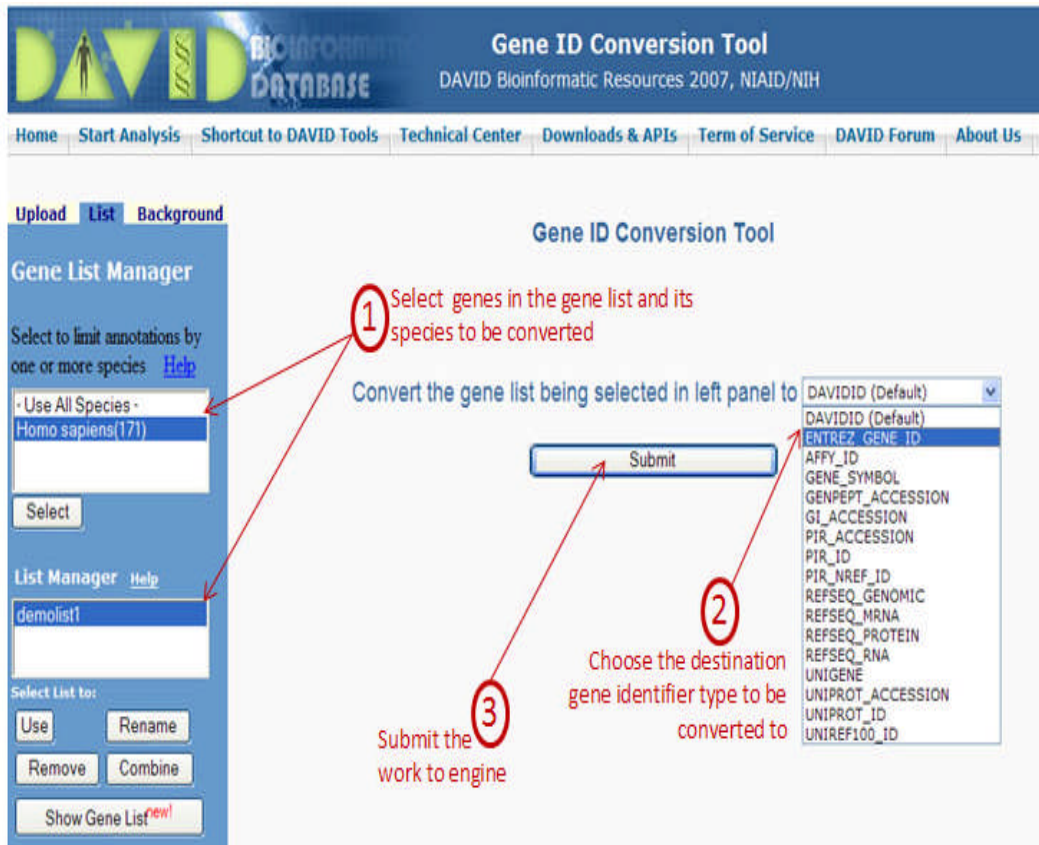 DAVID BIOINFORMATIC
DATABASE
Gene ID Conversion Tool
DAVID Bioinformatic Resources 2007, NIAID/NIH
Home Start Analysis Shortcut to DAVID Tools Technical Center Downloads & APIs Term of Service DAVID Forum About Us
Upload List Background
Gene List Manager
Select to limit annotations by
one or more species Help
- Use All Species -
Homo sapiens(171)
Select
List Manager Help
demolist1
Select List to:
Use Rename
Remove Combine
Show Gene List new!
Gene ID Conversion Tool
1 Select genes in the gene list and its
species to be converted
Convert the gene list being selected in left panel to DAVIDID (Default)
Submit
DAVIDID (Default)
ENTREZ_GENE_ID
AFFY_ID
GENE_SYMBOL
GENPEPT_ACCESSION
GI_ACCESSION
PIR_ACCESSION
PIR_ID
PIR_NREF_ID
REFSEQ_GENOMIC
REFSEQ_MRNA
REFSEQ_PROTEIN
REFSEQ_RNA
UNIGENE
UNIPROT_ACCESSION
UNIPROT_ID
UNIREF100_ID
2
Choose the destination
gene identifier type to be
converted to
3
Submit the
work to engine